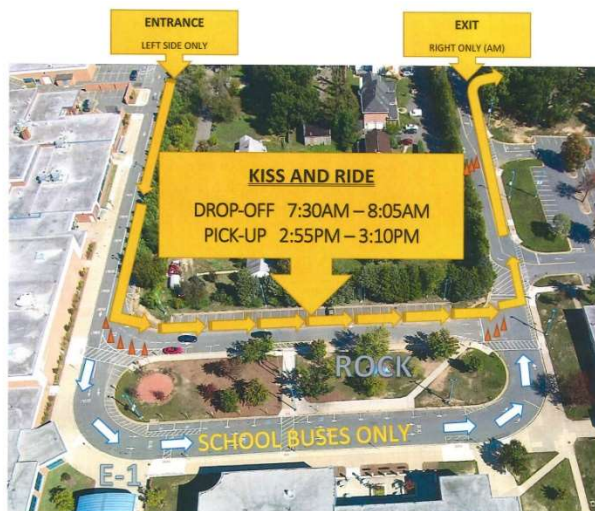 ENTRANCE
LEFT SIDE ONLY
EXIT
RIGHT ONLY (AM)
KISS AND RIDE
DROP-OFF 7:30AM – 8:05AM
PICK-UP 2:55PM – 3:10PM
ROCK
SCHOOL BUSES ONLY
E-1